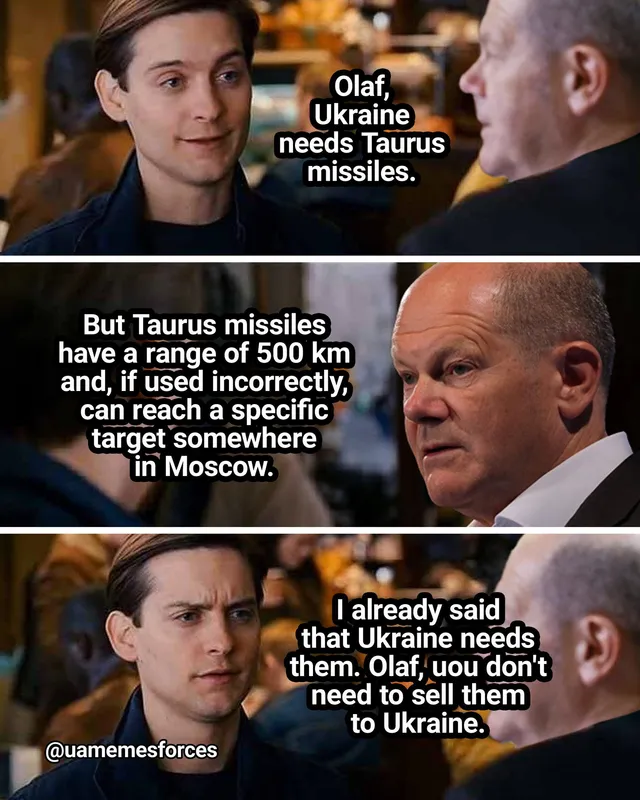 Olaf,
Ukraine
needs Taurus
missiles.
But Taurus missiles
have a range of 500 km
and, if used incorrectly,
can reach a specific
target somewhere
in Moscow.
I already said
that Ukraine needs
them. Olaf, uou don't
need to sell them
to Ukraine.
@uamemesforces